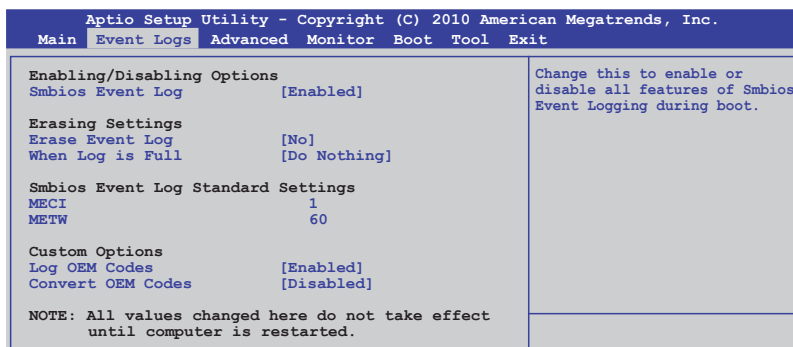 Aptio Setup Utility - Copyright (C) 2010 American Megatrends, Inc.
Main Event Logs Advanced Monitor Boot Tool Exit
Enabling/Disabling Options
Smbios Event Log [Enabled]
Erasing Settings
Erase Event Log [No]
When Log is Full [Do Nothing]
Smbios Event Log Standard Settings
MECI 1
METW 60
Custom Options
Log OEM Codes [Enabled]
Convert OEM Codes [Disabled]
NOTE: All values changed here do not take effect
until computer is restarted.
Change this to enable or
disable all features of Smbios
Event Logging during boot.